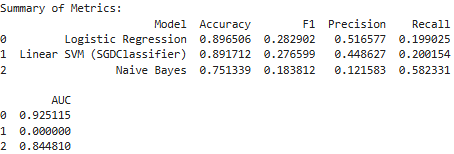 Summary of Metrics:
Model Accuracy F1 Precision Recall
0 Logistic Regression 0.896506 0.282902 0.516577 0.199025
1 Linear SVM (SGDClassifier) 0.891712 0.276599 0.448627 0.200154
2 Naive Bayes 0.751339 0.183812 0.121583 0.582331
AUC
0 0.925115
1 0.000000
2 0.844810